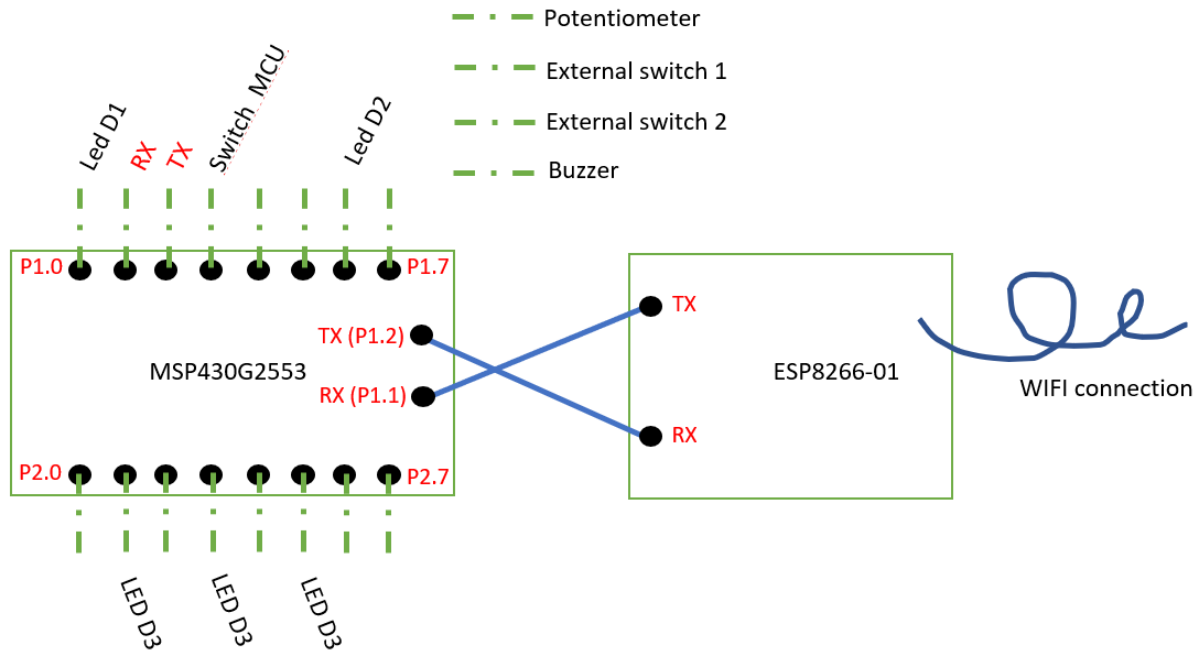 Potentiometer
External switch 1
External switch 2
Buzzer
Led D1
RX
TX
Switch_MCU
Led D2
P1.0
P1.7
TX (P1.2)
MSP430G2553
RX (P1.1)
P2.0
P2.7
LED D3
LED D3
LED D3
TX
ESP8266-01
RX
WIFI connection